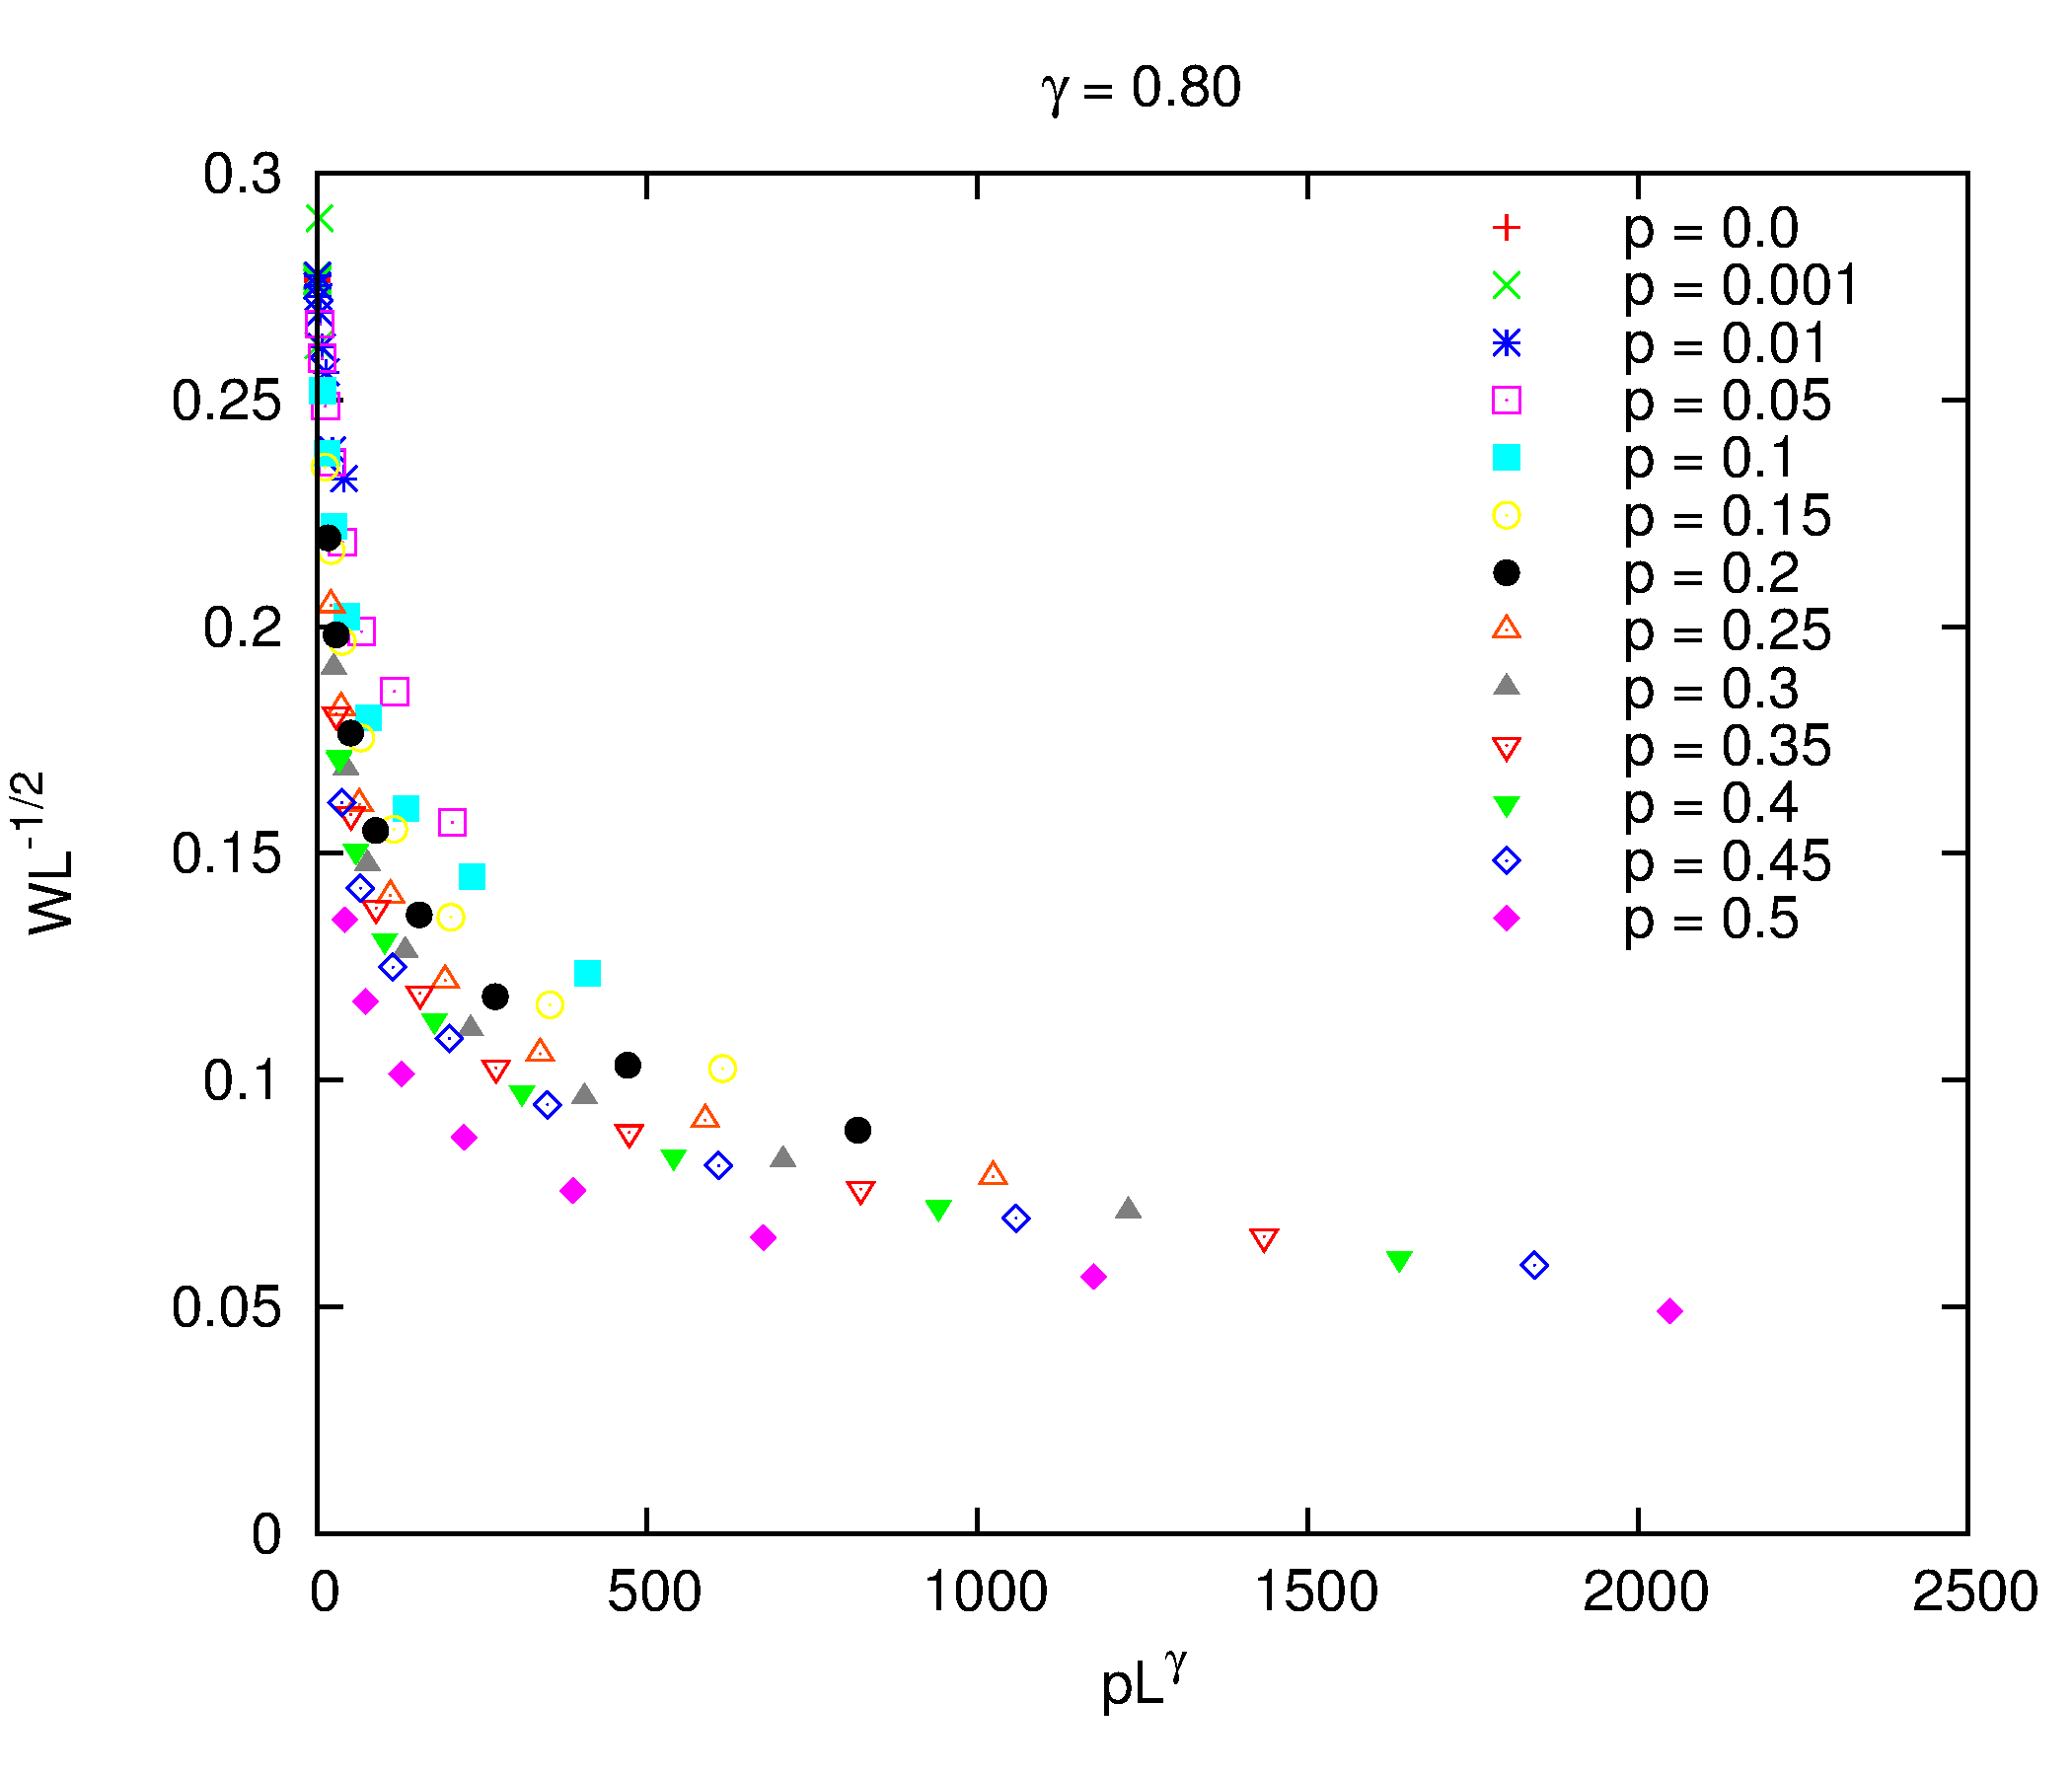 γ = 0.80
0.3
0.25
0.2
0.15
0.1
0.05
0
0 500 1000 1500 2000 2500
WL^-1/2
pL^γ
p = 0.0
p = 0.001
p = 0.01
p = 0.05
p = 0.1
p = 0.15
p = 0.2
p = 0.25
p = 0.3
p = 0.35
p = 0.4
p = 0.45
p = 0.5